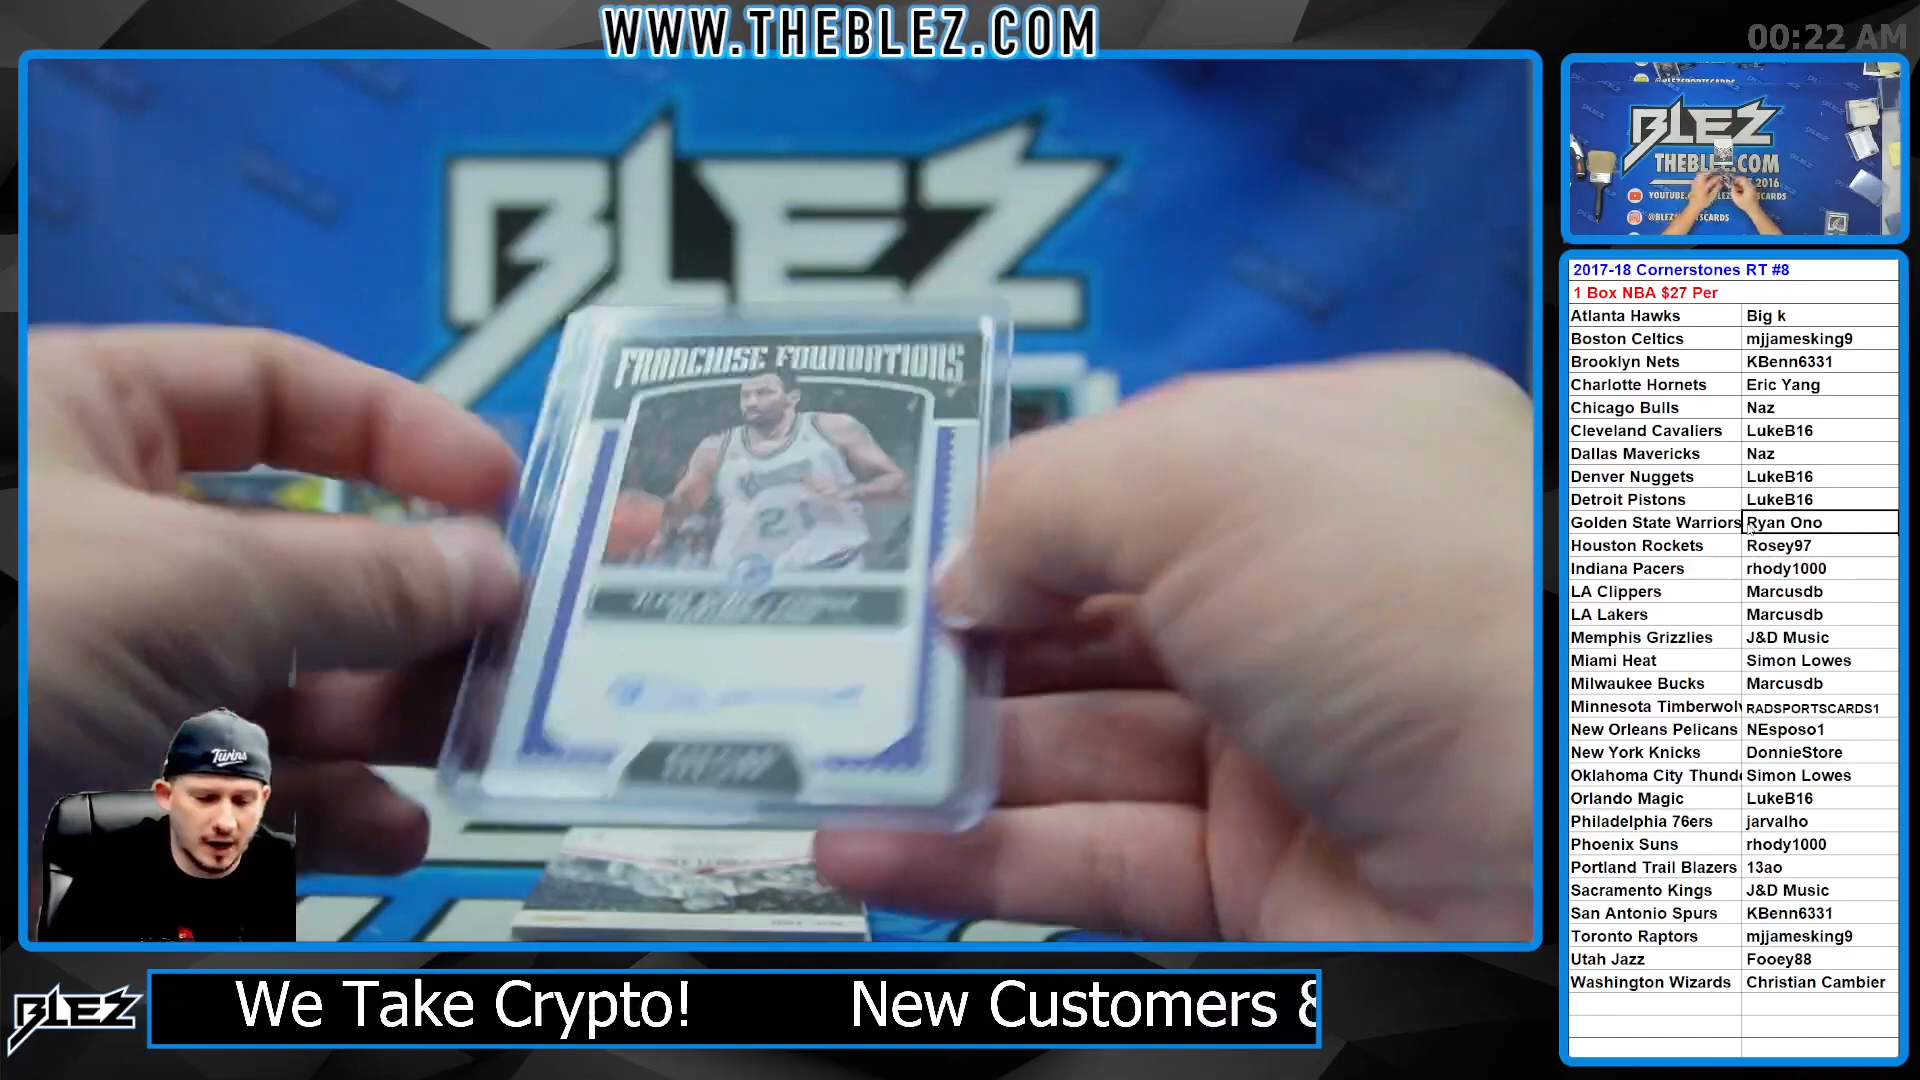 WWW.THEBLEZ.COM
00:22 AM
BLEZ
FRANCHISE FOUNDATIONS
21
Twins
BLEZ
THEBLEZ.COM
2016
@BLEZ
TSCARDS
2017-18 Cornerstones RT #8
1 Box NBA $27 Per
Atlanta Hawks Big k
Boston Celtics mjjamesking9
Brooklyn Nets KBenn6331
Charlotte Hornets Eric Yang
Chicago Bulls Naz
Cleveland Cavaliers LukeB16
Dallas Mavericks Naz
Denver Nuggets LukeB16
Detroit Pistons LukeB16
Golden State Warriors Ryan Ono
Houston Rockets Rosey97
Indiana Pacers rhody1000
LA Clippers Marcusdb
LA Lakers Marcusdb
Memphis Grizzlies J&D Music
Miami Heat Simon Lowes
Milwaukee Bucks Marcusdb
Minnesota Timberwolv RADSPORTSCARDS1
New Orleans Pelicans NEsposo1
New York Knicks DonnieStore
Oklahoma City Thund Simon Lowes
Orlando Magic LukeB16
Philadelphia 76ers jarvalho
Phoenix Suns rhody1000
Portland Trail Blazers 13ao
Sacramento Kings J&D Music
San Antonio Spurs KBenn6331
Toronto Raptors mjjamesking9
Utah Jazz Fooey88
Washington Wizards Christian Cambier
BLEZ
We Take Crypto! New Customers &